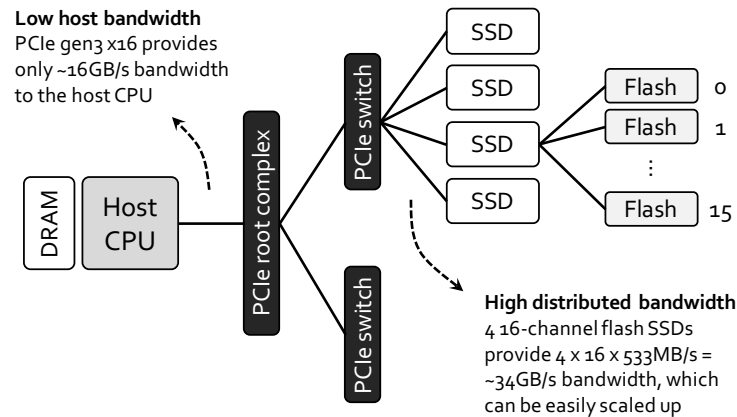 Low host bandwidth
PCIe gen3 x16 provides
only ~16GB/s bandwidth
to the host CPU
DRAM
Host
CPU
PCIe root complex
PCIe switch
PCIe switch
SSD
SSD
SSD
SSD
Flash 0
Flash 1
⋮
Flash 15
High distributed bandwidth
4 16-channel flash SSDs
provide 4 x 16 x 533MB/s =
~34GB/s bandwidth, which
can be easily scaled up